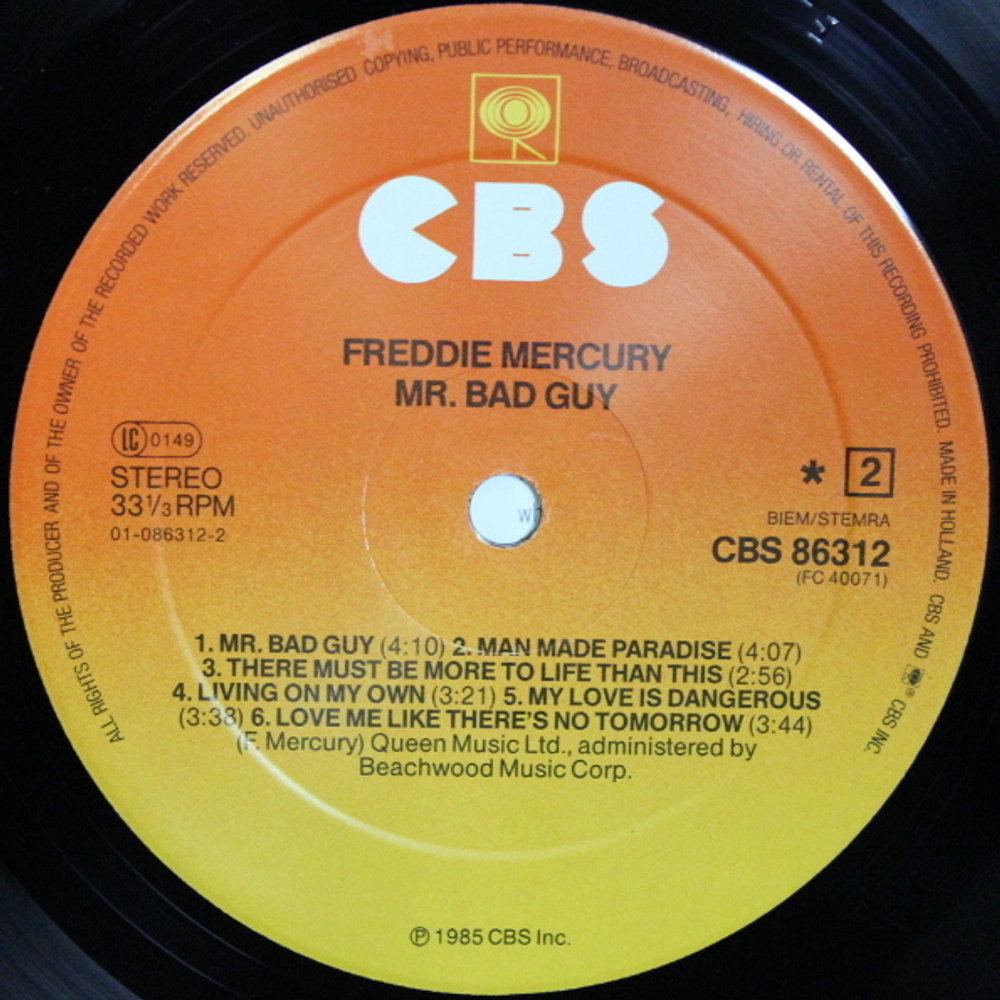 ALL RIGHTS OF THE PRODUCER AND OF THE OWNER OF THE RECORDED WORK RESERVED. UNAUTHORISED COPYING, PUBLIC PERFORMANCE, BROADCASTING, HIRING OR RENTAL OF THIS RECORDING PROHIBITED. MADE IN HOLLAND. CBS AND ® CBS INC.
CBS
FREDDIE MERCURY
MR. BAD GUY
LC 0149
STEREO
33 1/3 RPM
01-086312-2
* 2
BIEM/STEMRA
CBS 86312
(FC 40071)
1. MR. BAD GUY (4:10) 2. MAN MADE PARADISE (4:07)
3. THERE MUST BE MORE TO LIFE THAN THIS (2:56)
4. LIVING ON MY OWN (3:21) 5. MY LOVE IS DANGEROUS
(3:38) 6. LOVE ME LIKE THERE'S NO TOMORROW (3:44)
(F. Mercury) Queen Music Ltd., administered by
Beachwood Music Corp.
℗ 1985 CBS Inc.